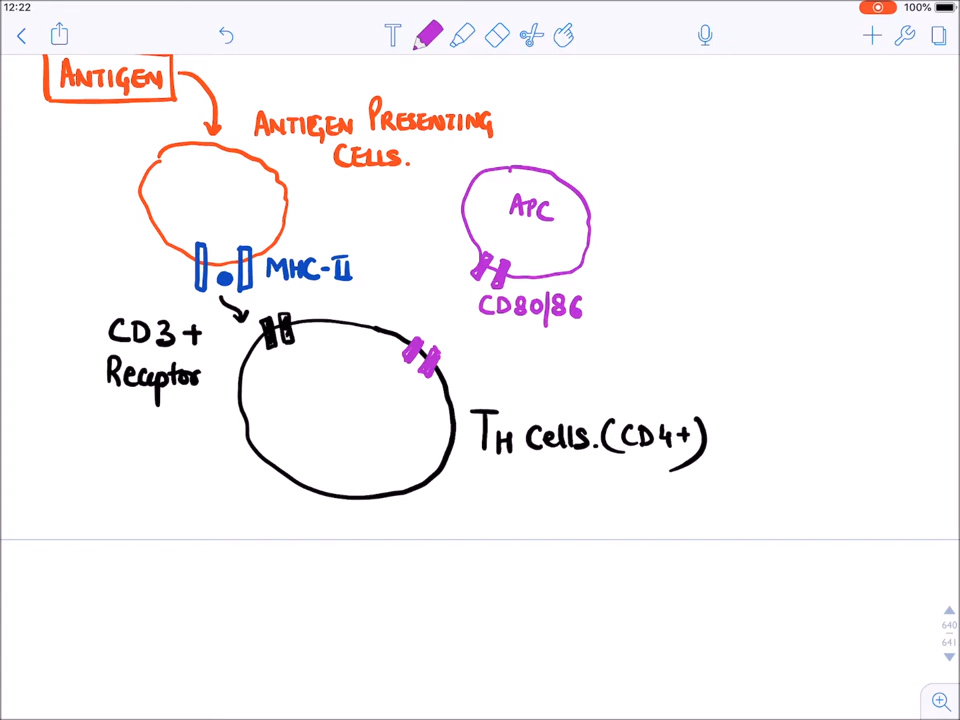 12:22
100%
T
ANTIGEN
ANTIGEN PRESENTING
CELLS.
APC
MHC-II
CD80/86
CD3+
Receptor
TH Cells.(CD4+)
640
641